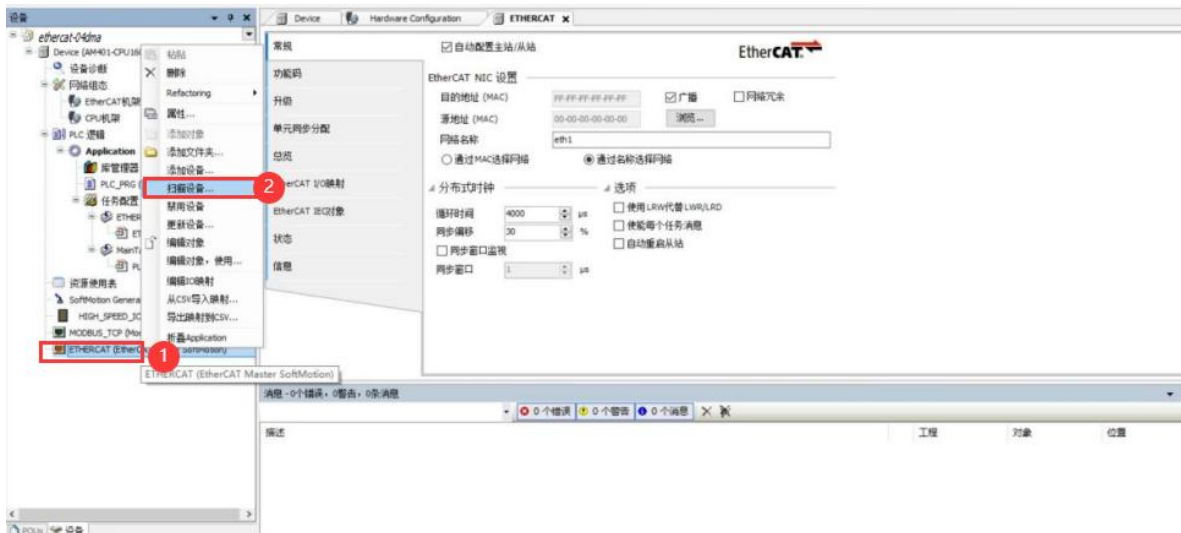 设备
Device
Hardware Configuration
ETHERCAT
ethercat-04dma
Device (AM401-CPU16
设备诊断
网络组态
EtherCAT机架
CPU机架
PLC 逻辑
Application
库管理器
PLC_PRG
任务配置
ETHER
ET
MainTa
PL
资源使用表
SoftMotion Genera
HIGH_SPEED_IO
MODBUS_TCP (Mod
ETHERCAT (EtherC
SoftMotion)
粘贴
删除
Refactoring
属性...
添加对象
添加文件夹...
添加设备...
扫描设备...
禁用设备
更新设备...
编辑对象
编辑对象，使用...
编辑IO映射
从CSV导入映射...
导出映射到CSV...
折叠Application
1
2
ETHERCAT (EtherCAT Master SoftMotion)
常规
功能码
升级
单元同步分配
总览
erCAT I/O映射
EtherCAT IEC对象
状态
信息
自动配置主站/从站
EtherCAT
EtherCAT NIC 设置
目的地址 (MAC)
FF-FF-FF-FF-FF-FF
广播
网络冗余
源地址 (MAC)
00-00-00-00-00-00
浏览...
网络名称
eth1
通过MAC选择网络
通过名称选择网络
分布式时钟
选项
循环时间
4000
μs
使用LRW代替LWR/LRD
同步偏移
30
%
使能每个任务消息
同步窗口监视
自动重启从站
同步窗口
1
μs
消息 - 0个错误，0警告，0条消息
0 个错误
0 个警告
0 个消息
描述
工程
对象
位置
POUs
设备